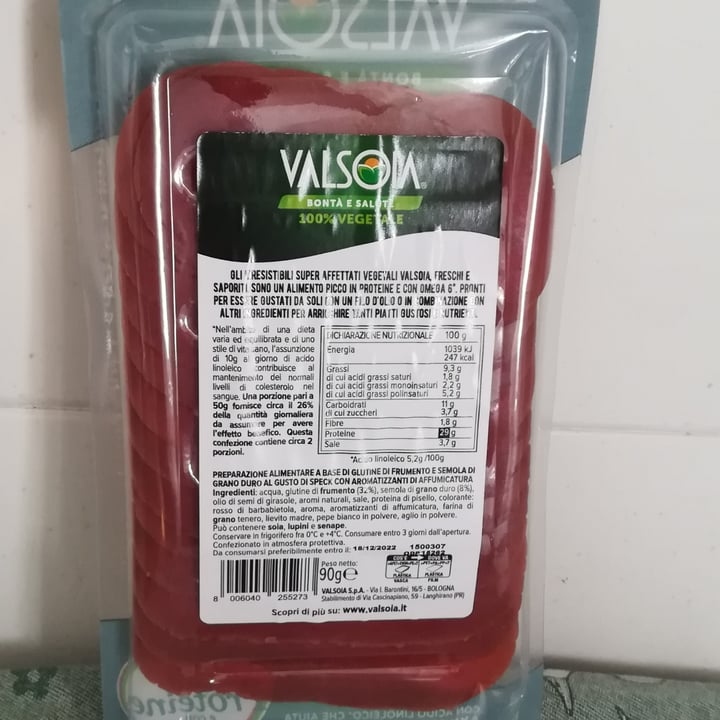 VALSOIA
BONTÀ E S
VALSOIA®
BONTÀ E SALUTE
100% VEGETALE
GLI IRRESISTIBILI SUPER AFFETTATI VEGETALI VALSOIA, FRESCHI E
SAPORITI SONO UN ALIMENTO RICCO IN PROTEINE E CON OMEGA 6*. PRONTI
PER ESSERE GUSTATI DA SOLI CON UN FILO D'OLIO O IN COMBINAZIONE CON
ALTRI INGREDIENTI PER ARRICCHIRE TANTI PIATTI GUSTOSI E NUTRIENTI.
*Nell'ambito di una dieta
varia ed equilibrata e di uno
stile di vita sano, l'assunzione
di 10g al giorno di acido
linoleico contribuisce al
mantenimento dei normali
livelli di colesterolo nel
sangue. Una porzione pari a
50g fornisce circa il 26%
della quantità giornaliera
da assumere per avere
l'effetto benefico. Questa
confezione contiene circa 2
porzioni.
DICHIARAZIONE NUTRIZIONALE 100 g
Energia 1039 kJ
247 kcal
Grassi 9,3 g
di cui acidi grassi saturi 1,8 g
di cui acidi grassi monoinsaturi 2,2 g
di cui acidi grassi polinsaturi 5,2 g
Carboidrati 11 g
di cui zuccheri 3,7 g
Fibre 1,8 g
Proteine 29 g
Sale 3,7 g
*Acido linoleico 5,2g/100g
PREPARAZIONE ALIMENTARE A BASE DI GLUTINE DI FRUMENTO E SEMOLA DI
GRANO DURO AL GUSTO DI SPECK CON AROMATIZZANTI DI AFFUMICATURA
Ingredienti: acqua, glutine di frumento (32%), semola di grano duro (8%),
olio di semi di girasole, aromi naturali, sale, proteina di pisello, colorante:
rosso di barbabietola, aroma, aromatizzanti di affumicatura, farina di
grano tenero, lievito madre, pepe bianco in polvere, aglio in polvere.
Può contenere soia, lupini e senape.
Conservare in frigorifero fra 0°C e +4°C. Consumare entro 3 giorni dall'apertura.
Confezionato in atmosfera protettiva.
Da consumarsi preferibilmente entro il: 18/12/2022 1500307
Peso netto:
90g e
PLASTICA
VASCA
PLASTICA
FILM
8 006040 255273
VALSOIA S.p.A. - Via I. Barontini, 16/5 - BOLOGNA
Stabilimento di Via Cascinapiano, 59 - Langhirano (PR)
Scopri di più su: www.valsoia.it
roteine
CON ACIDO LINOLEICO* CHE AIUTA